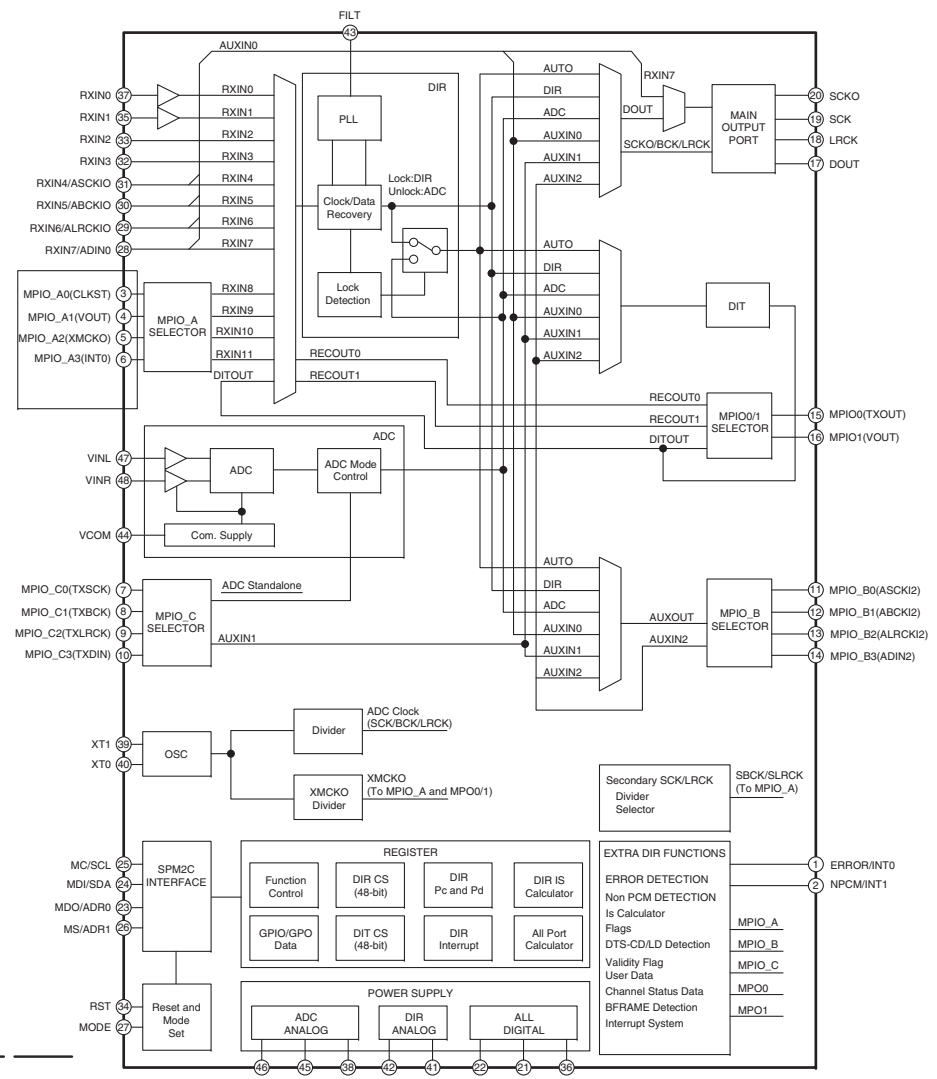 FILT
43
AUXIN0
RXIN0 37 RXIN0
RXIN1 35 RXIN1
RXIN2 33 RXIN2
RXIN3 32 RXIN3
RXIN4/ASCKIO 31 RXIN4
RXIN5/ABCKIO 30 RXIN5
RXIN6/ALRCKIO 29 RXIN6
RXIN7/ADIN0 28 RXIN7
DIR
PLL
Clock/Data
Recovery
Lock
Detection
Lock:DIR
Unlock:ADC
AUTO
DIR
ADC
AUXIN0
AUXIN1
AUXIN2
RXIN7
DOUT
SCKO/BCK/LRCK
MAIN
OUTPUT
PORT
20 SCKO
19 SCK
18 LRCK
17 DOUT
MPIO_A0(CLKST) 3
MPIO_A1(VOUT) 4
MPIO_A2(XMCKO) 5
MPIO_A3(INT0) 6
MPIO_A
SELECTOR
RXIN8
RXIN9
RXIN10
RXIN11
DITOUT
RECOUT0
RECOUT1
AUTO
DIR
ADC
AUXIN0
AUXIN1
AUXIN2
DIT
RECOUT0
RECOUT1
DITOUT
MPIO0/1
SELECTOR
15 MPIO0(TXOUT)
16 MPIO1(VOUT)
ADC
VINL 47
VINR 48
VCOM 44
ADC
ADC Mode
Control
Com. Supply
MPIO_C0(TXSCK) 7
MPIO_C1(TXBCK) 8
MPIO_C2(TXLRCK) 9
MPIO_C3(TXDIN) 10
MPIO_C
SELECTOR
ADC Standalone
AUXIN1
AUTO
DIR
ADC
AUXIN0
AUXIN1
AUXIN2
AUXOUT
AUXIN2
MPIO_B
SELECTOR
11 MPIO_B0(ASCKI2)
12 MPIO_B1(ABCKI2)
13 MPIO_B2(ALRCKI2)
14 MPIO_B3(ADIN2)
XT1 39
XT0 40
OSC
Divider
ADC Clock
(SCK/BCK/LRCK)
XMCKO
Divider
XMCKO
(To MPIO_A and MPO0/1)
Secondary SCK/LRCK
Divider
Selector
SBCK/SLRCK
(To MPIO_A)
MC/SCL 25
MDI/SDA 24
MDO/ADR0 23
MS/ADR1 26
SPM2C
INTERFACE
REGISTER
Function
Control
DIR CS
(48-bit)
DIR
Pc and Pd
DIR IS
Calculator
GPIO/GPO
Data
DIT CS
(48-bit)
DIR
Interrupt
All Port
Calculator
EXTRA DIR FUNCTIONS
ERROR DETECTION
Non PCM DETECTION
Is Calculator
Flags
DTS-CD/LD Detection
Validity Flag
User Data
Channel Status Data
BFRAME Detection
Interrupt System
MPIO_A
MPIO_B
MPIO_C
MPO0
MPO1
1 ERROR/INT0
2 NPCM/INT1
RST 34
MODE 27
Reset and
Mode
Set
POWER SUPPLY
ADC
ANALOG
DIR
ANALOG
ALL
DIGITAL
46 45 38 42 41 22 21 36